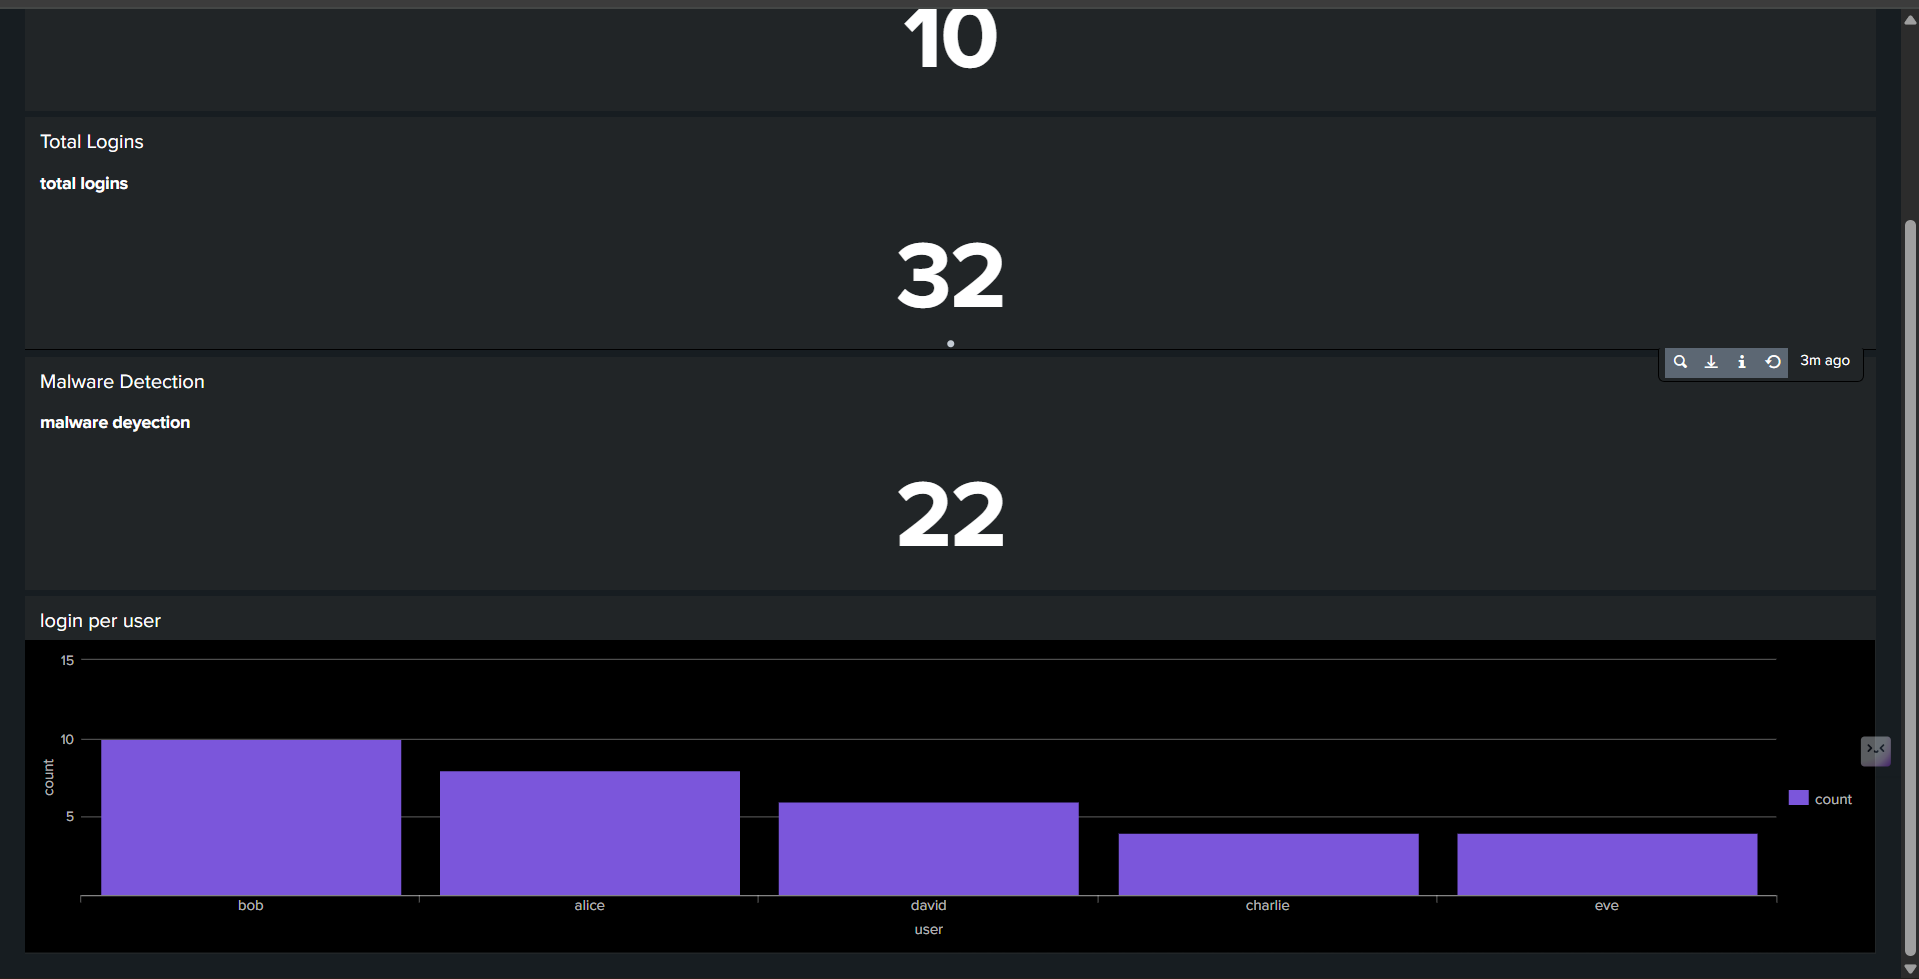 10
Total Logins
total logins
32
3m ago
Malware Detection
malware deyection
22
login per user
15
10
5
count
count
bob alice david charlie eve
user